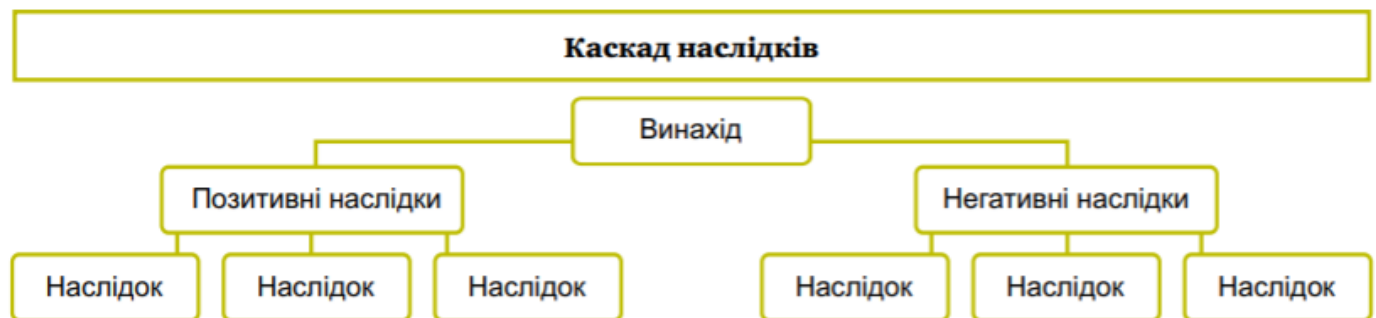 Каскад наслідків
Винахід
Позитивні наслідки
Негативні наслідки
Наслідок
Наслідок
Наслідок
Наслідок
Наслідок
Наслідок